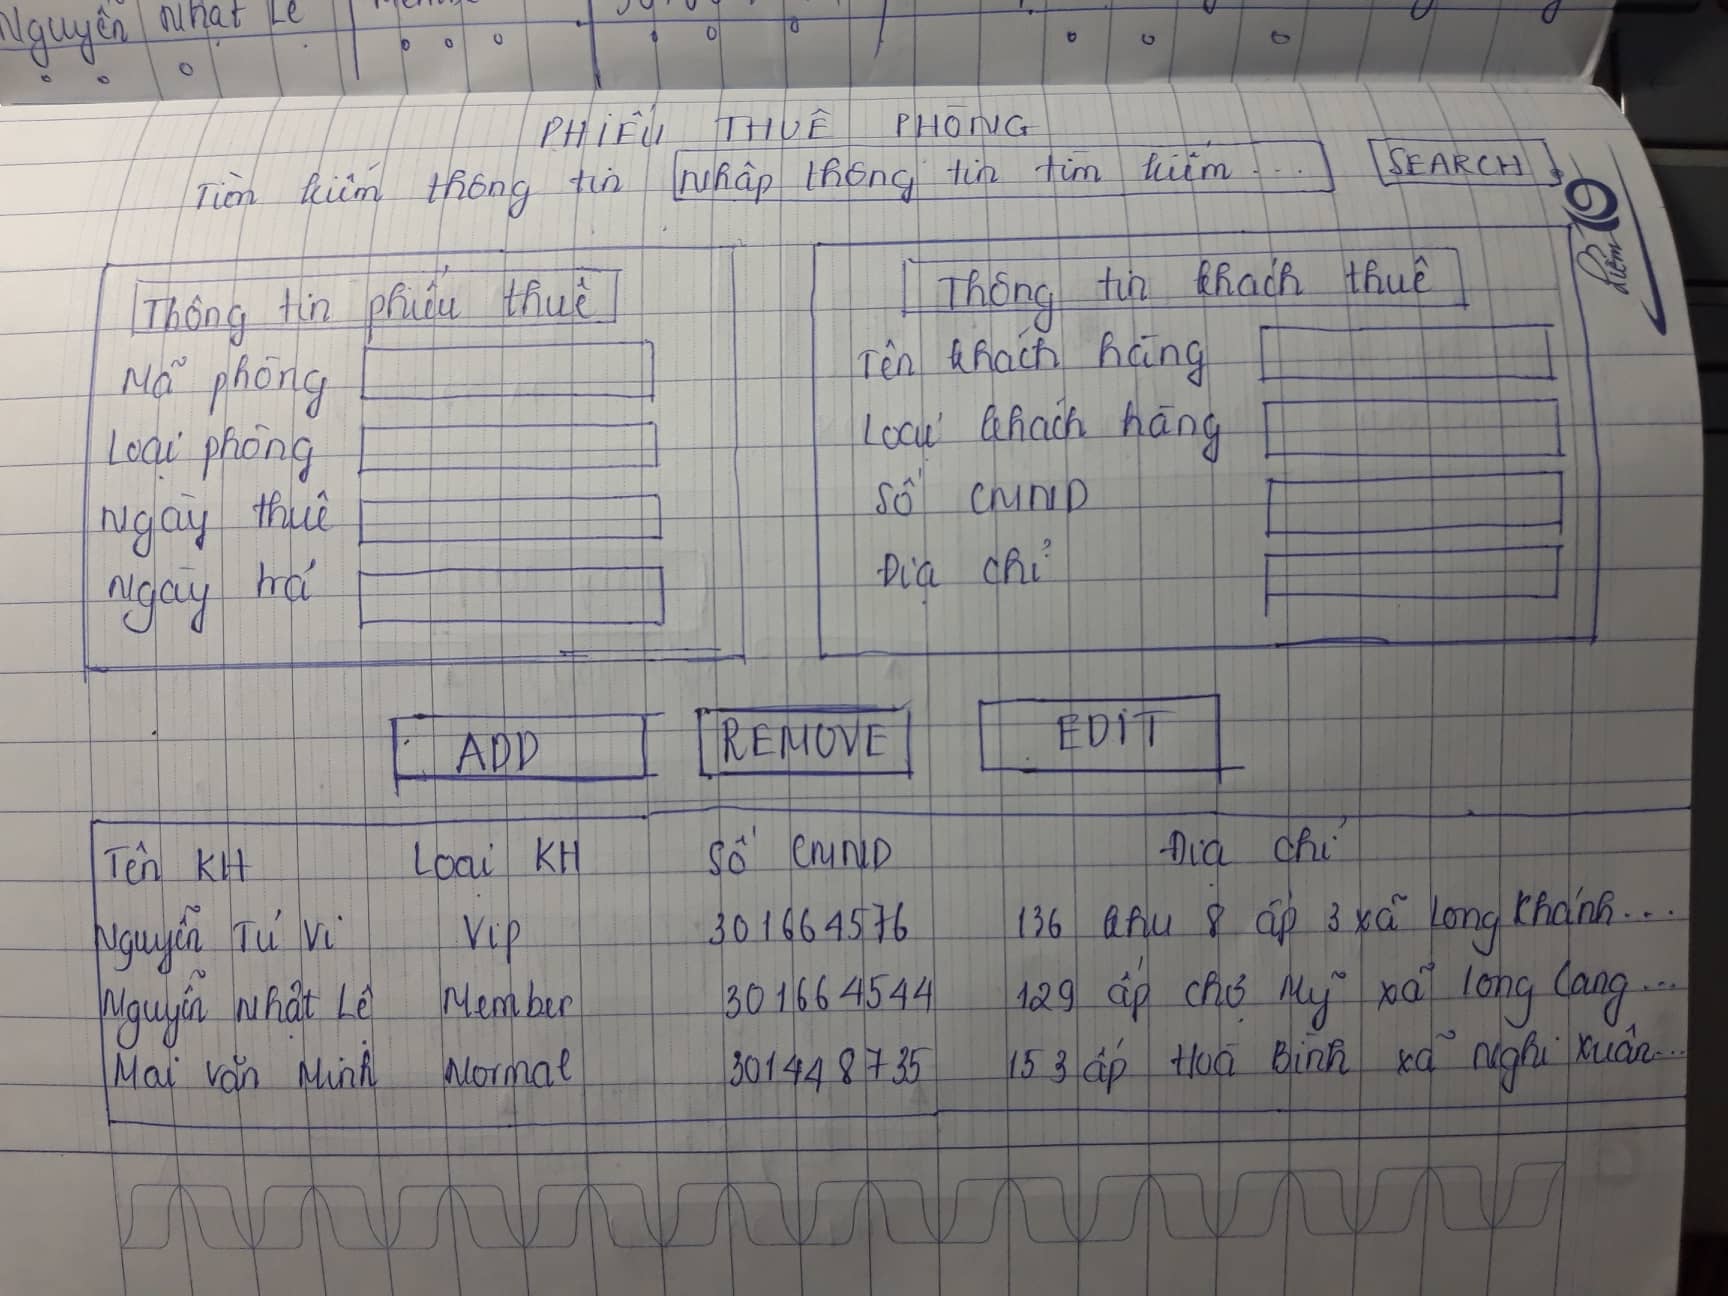 Nguyễn Nhật Lê
PHIẾU THUÊ PHÒNG
Tìm kiếm thông tin Nhập thông tin tìm kiếm... SEARCH
điểm 10
Thông tin phiếu thuê
Mã phòng
Loại phòng
Ngày thuê
Ngày trả
Thông tin khách thuê
Tên khách hàng
Loại khách hàng
Số CMND
Địa chỉ
ADD REMOVE EDIT
Tên KH Loại KH Số CMND Địa chỉ
Nguyễn Tú Vi Vip 301664576 136 khu 8 ấp 3 xã Long Khánh...
Nguyễn Nhật Lê Member 301664544 129 ấp chợ Mỹ xã Long Cang...
Mai Văn Minh Normal 301448735 153 ấp Hoà Bình xã Nghi Xuân...